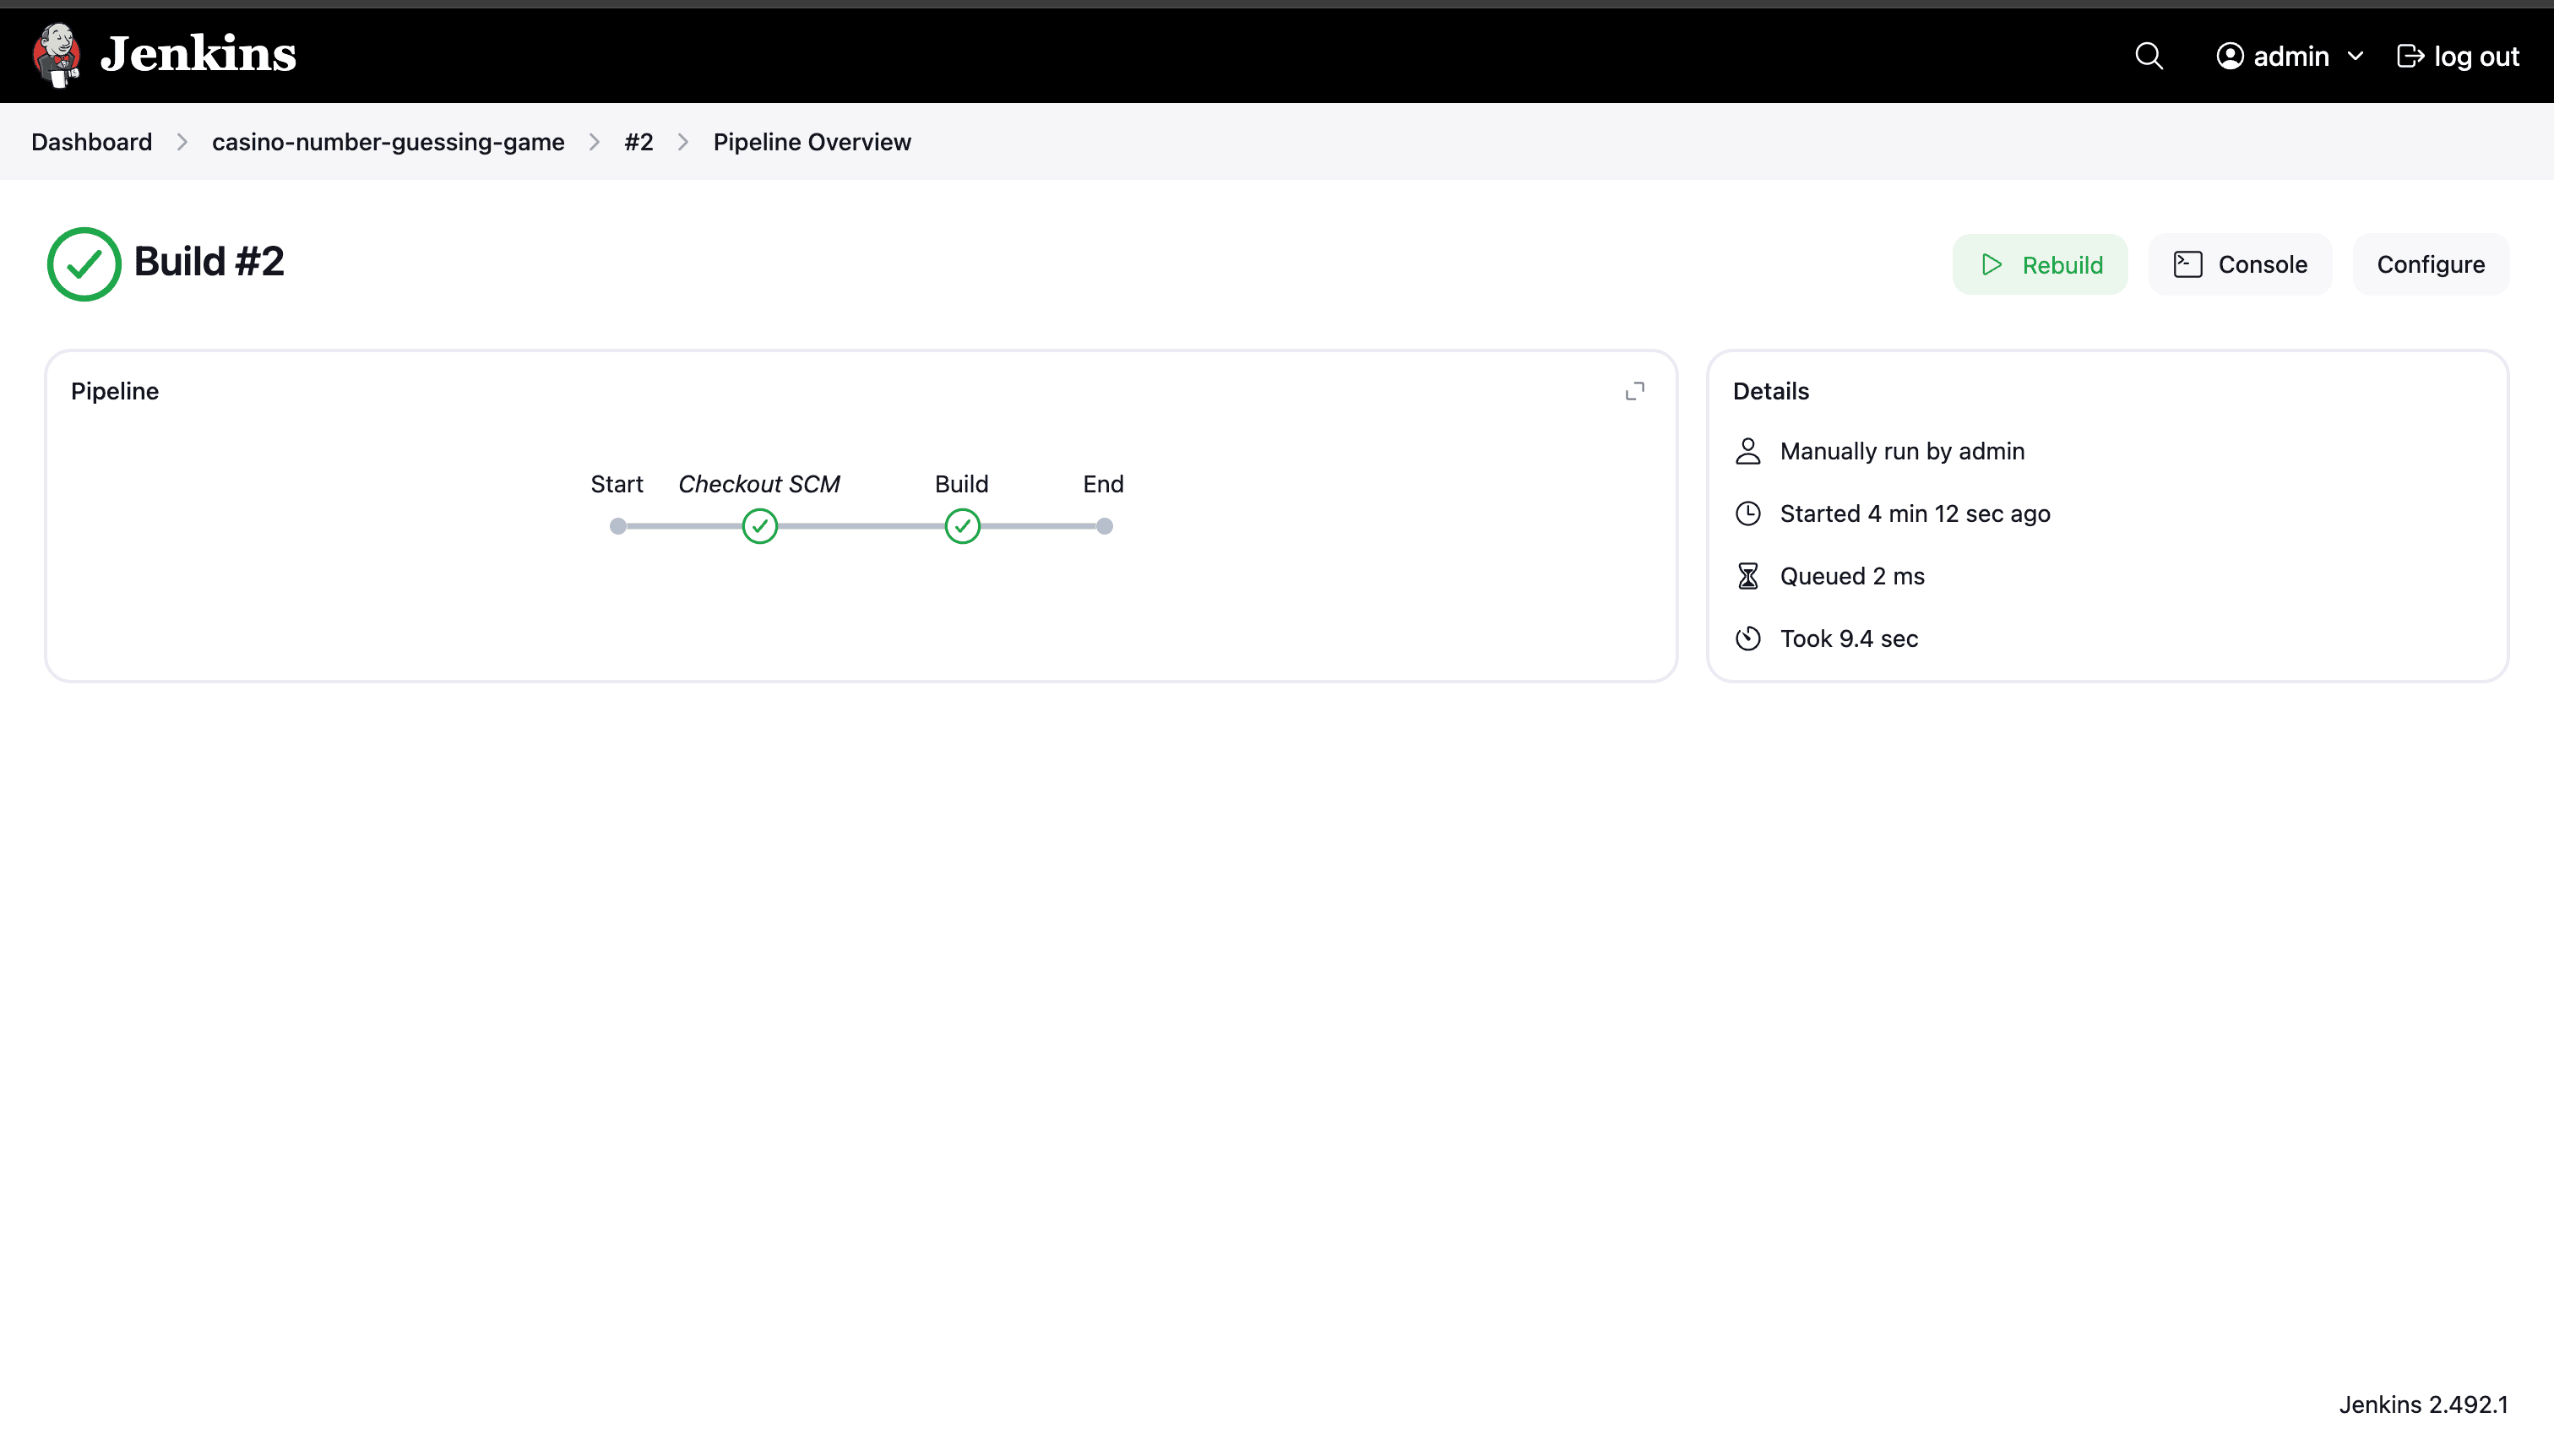 Jenkins
admin
log out
Dashboard > casino-number-guessing-game > #2 > Pipeline Overview
Build #2
Rebuild
Console
Configure
Pipeline
Start
Checkout SCM
Build
End
Details
Manually run by admin
Started 4 min 12 sec ago
Queued 2 ms
Took 9.4 sec
Jenkins 2.492.1